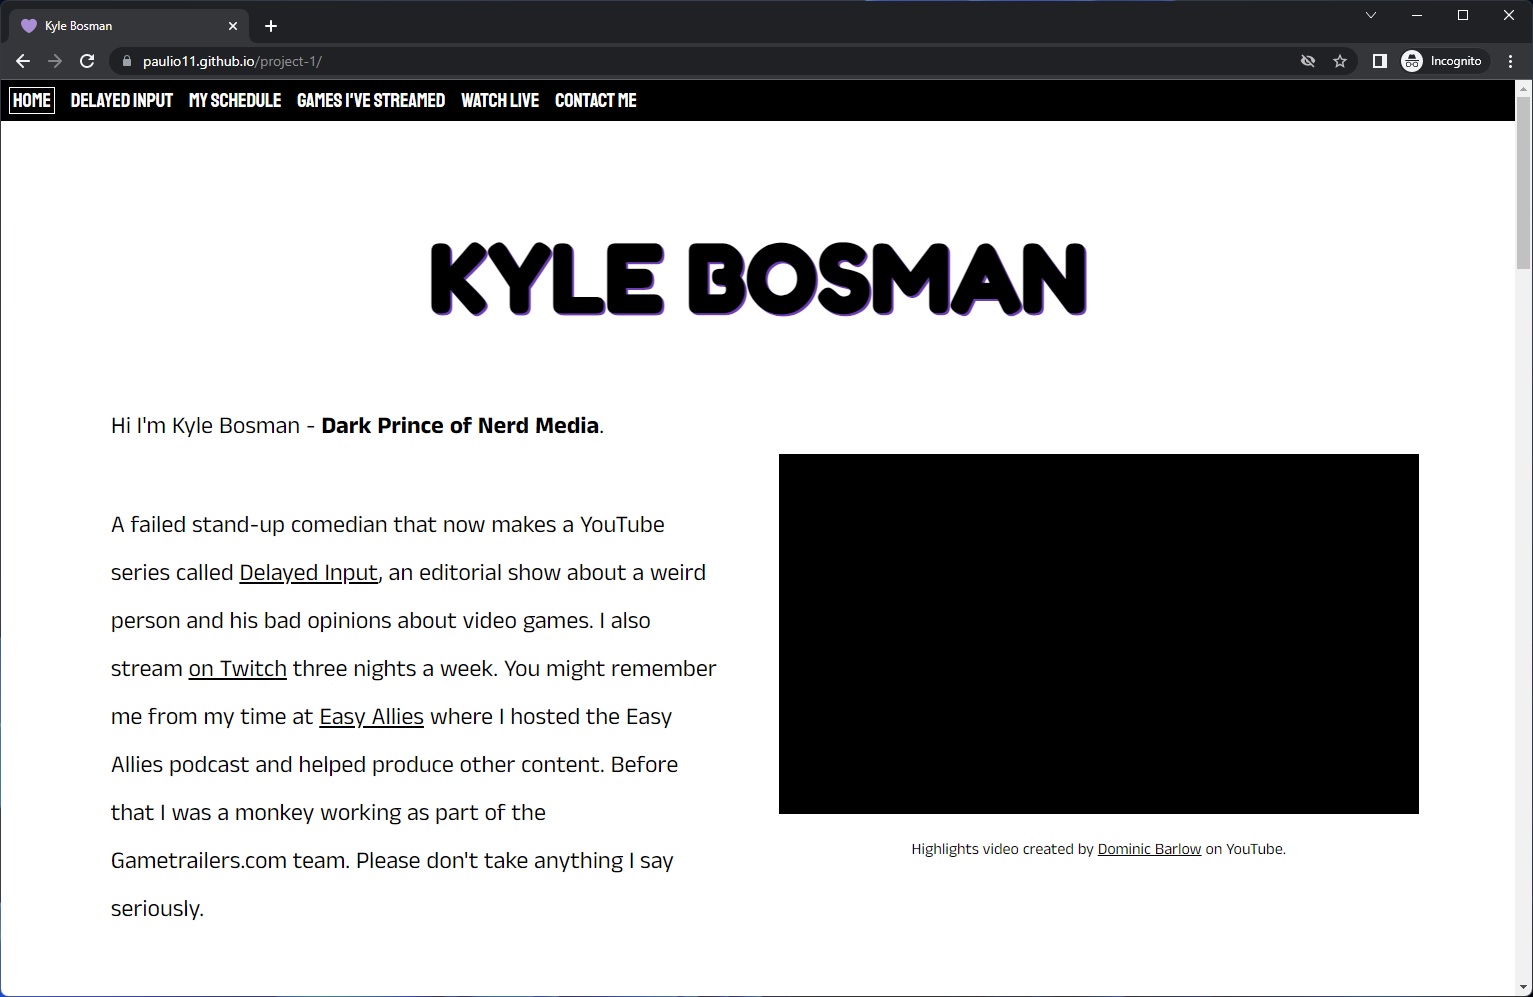 Kyle Bosman
paulio11.github.io/project-1/
Incognito
HOME DELAYED INPUT MY SCHEDULE GAMES I'VE STREAMED WATCH LIVE CONTACT ME
KYLE BOSMAN
Hi I'm Kyle Bosman - Dark Prince of Nerd Media.
A failed stand-up comedian that now makes a YouTube
series called Delayed Input, an editorial show about a weird
person and his bad opinions about video games. I also
stream on Twitch three nights a week. You might remember
me from my time at Easy Allies where I hosted the Easy
Allies podcast and helped produce other content. Before
that I was a monkey working as part of the
Gametrailers.com team. Please don't take anything I say
seriously.
Highlights video created by Dominic Barlow on YouTube.